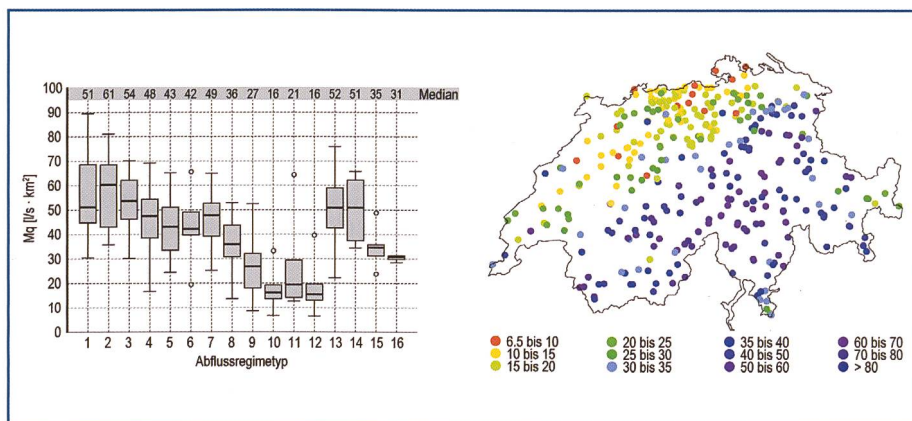 51 61 54 48 43 42 49 36 27 16 21 16 52 51 35 31 Median
100
90
80
70
60
50
40
30
20
10
0
Mq [l/s · km²]
1 2 3 4 5 6 7 8 9 10 11 12 13 14 15 16
Abflussregimetyp
6.5 bis 10
10 bis 15
15 bis 20
20 bis 25
25 bis 30
30 bis 35
35 bis 40
40 bis 50
50 bis 60
60 bis 70
70 bis 80
> 80